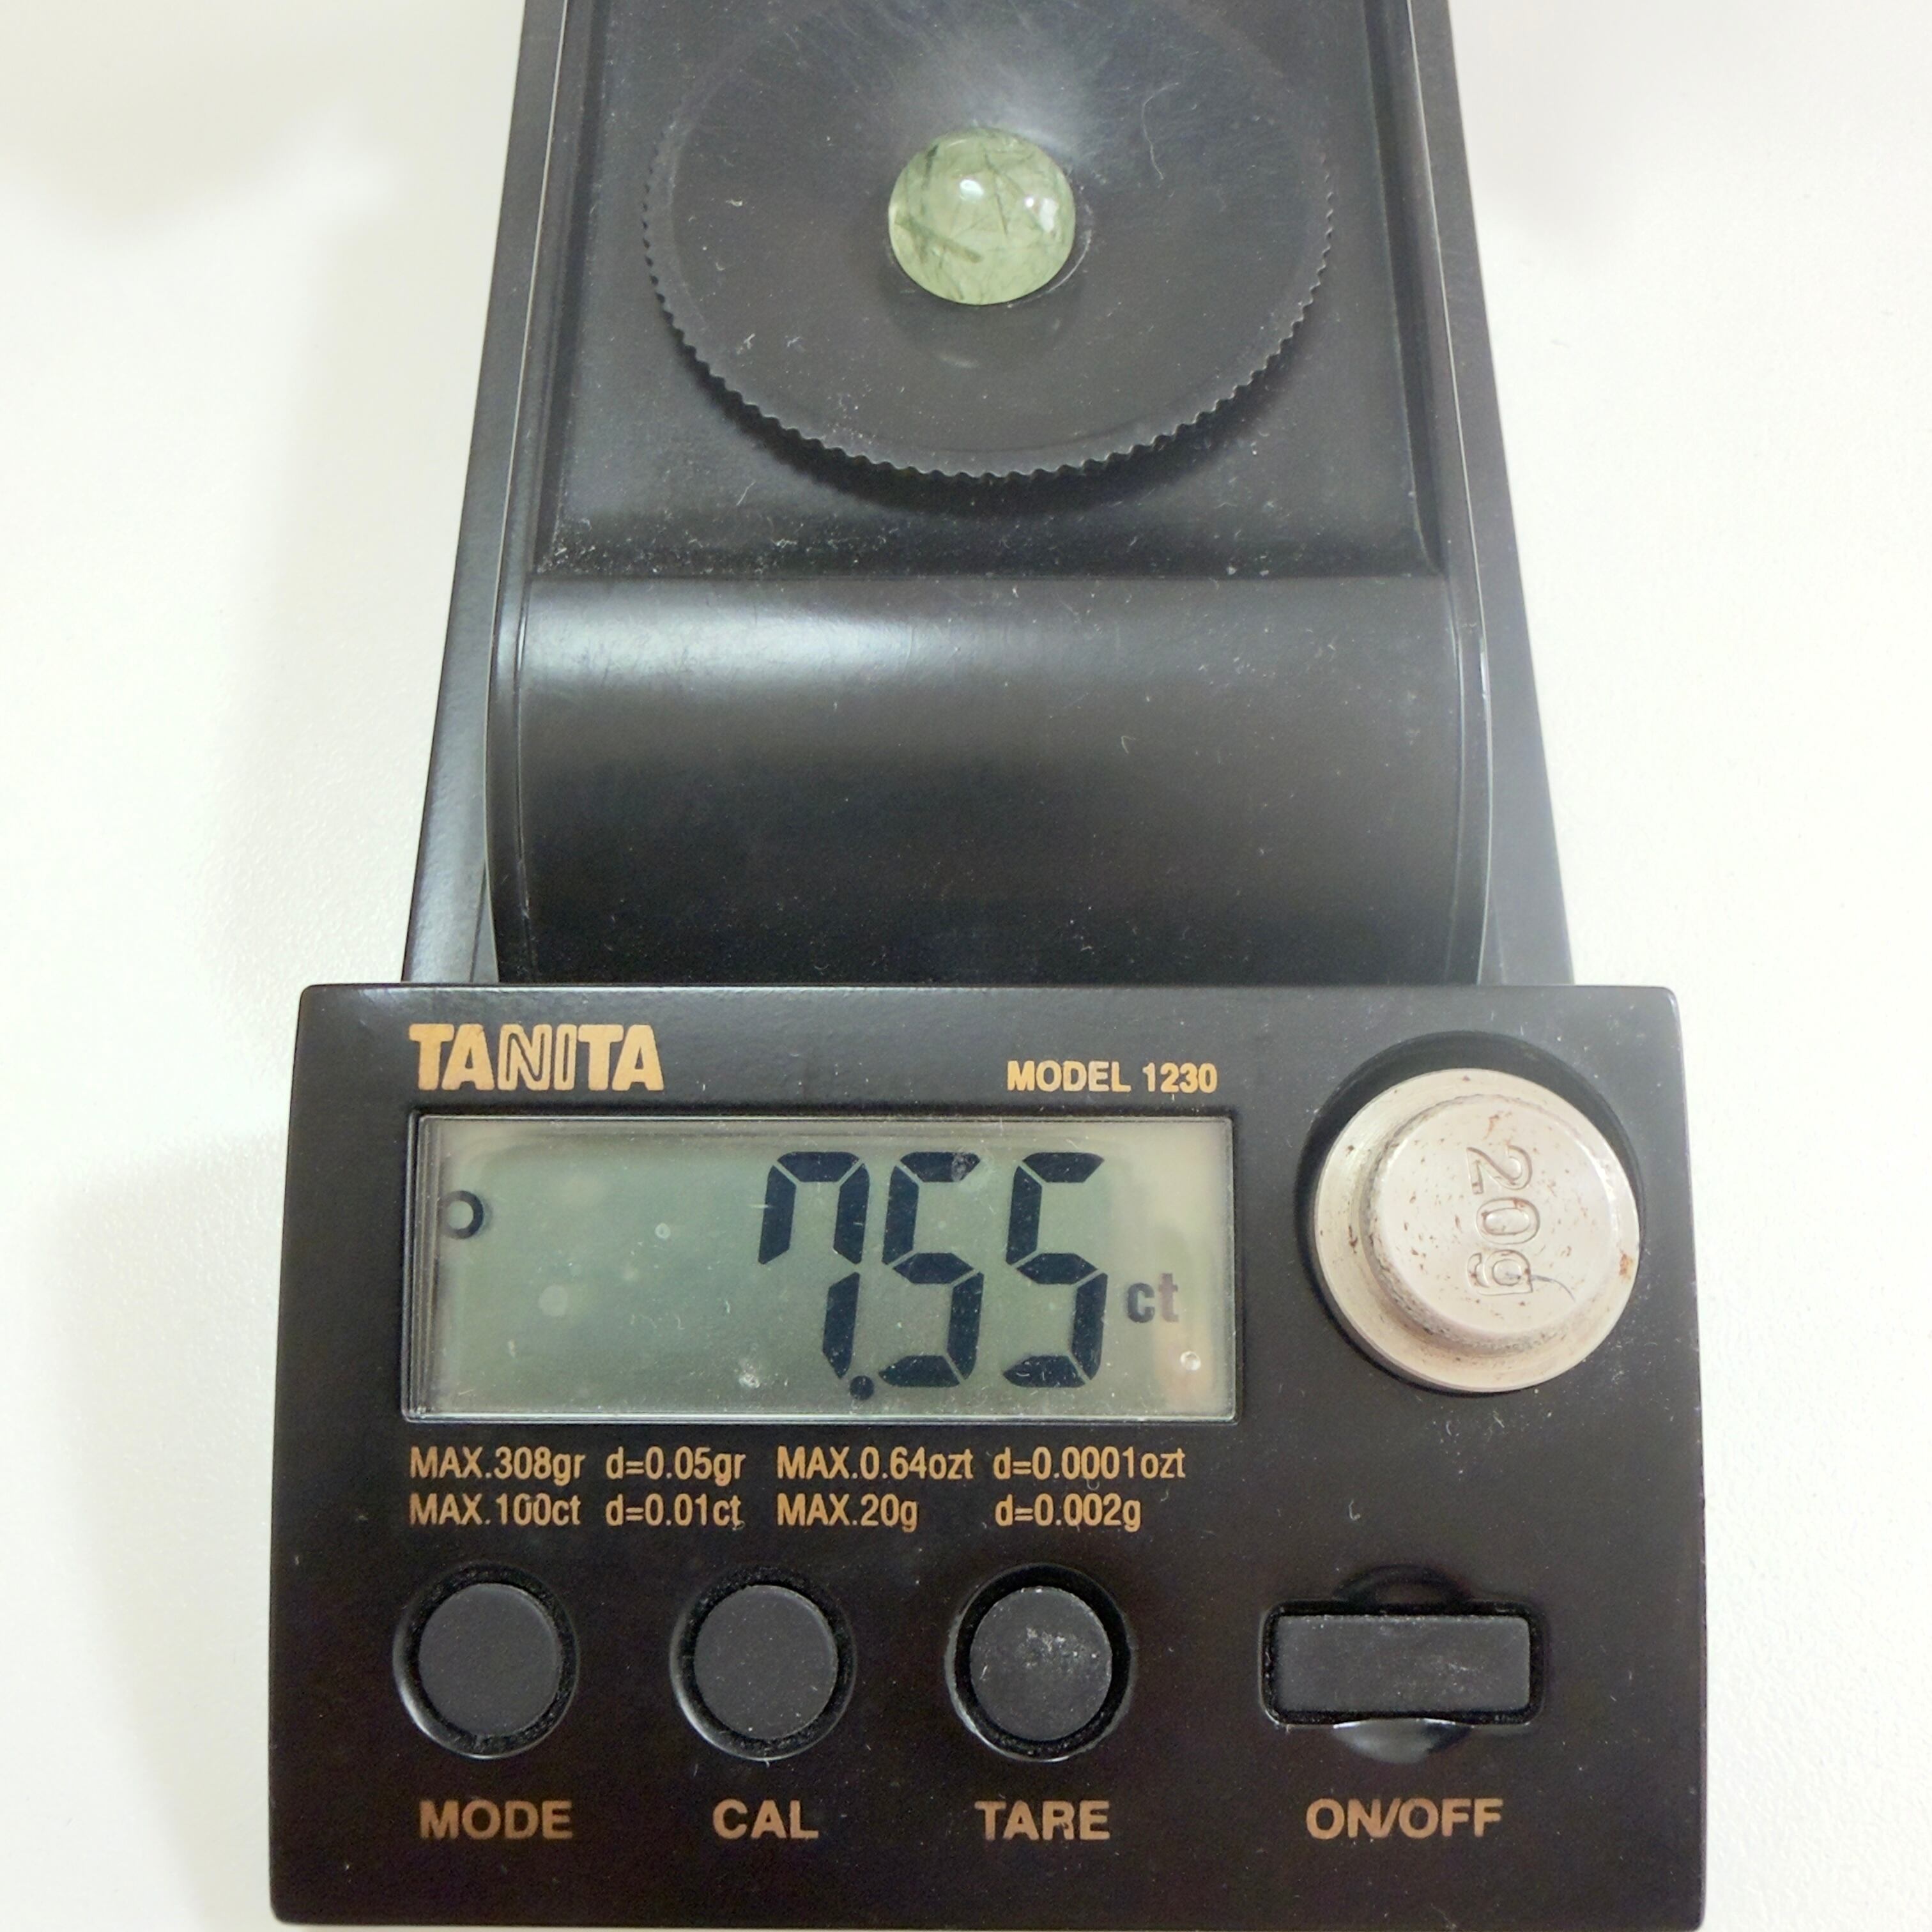 TANITA
MODEL 1230
7.55 ct
20g
MAX.308gr d=0.05gr MAX.0.64ozt d=0.0001ozt
MAX.100ct d=0.01ct MAX.20g d=0.002g
MODE CAL TARE ON/OFF